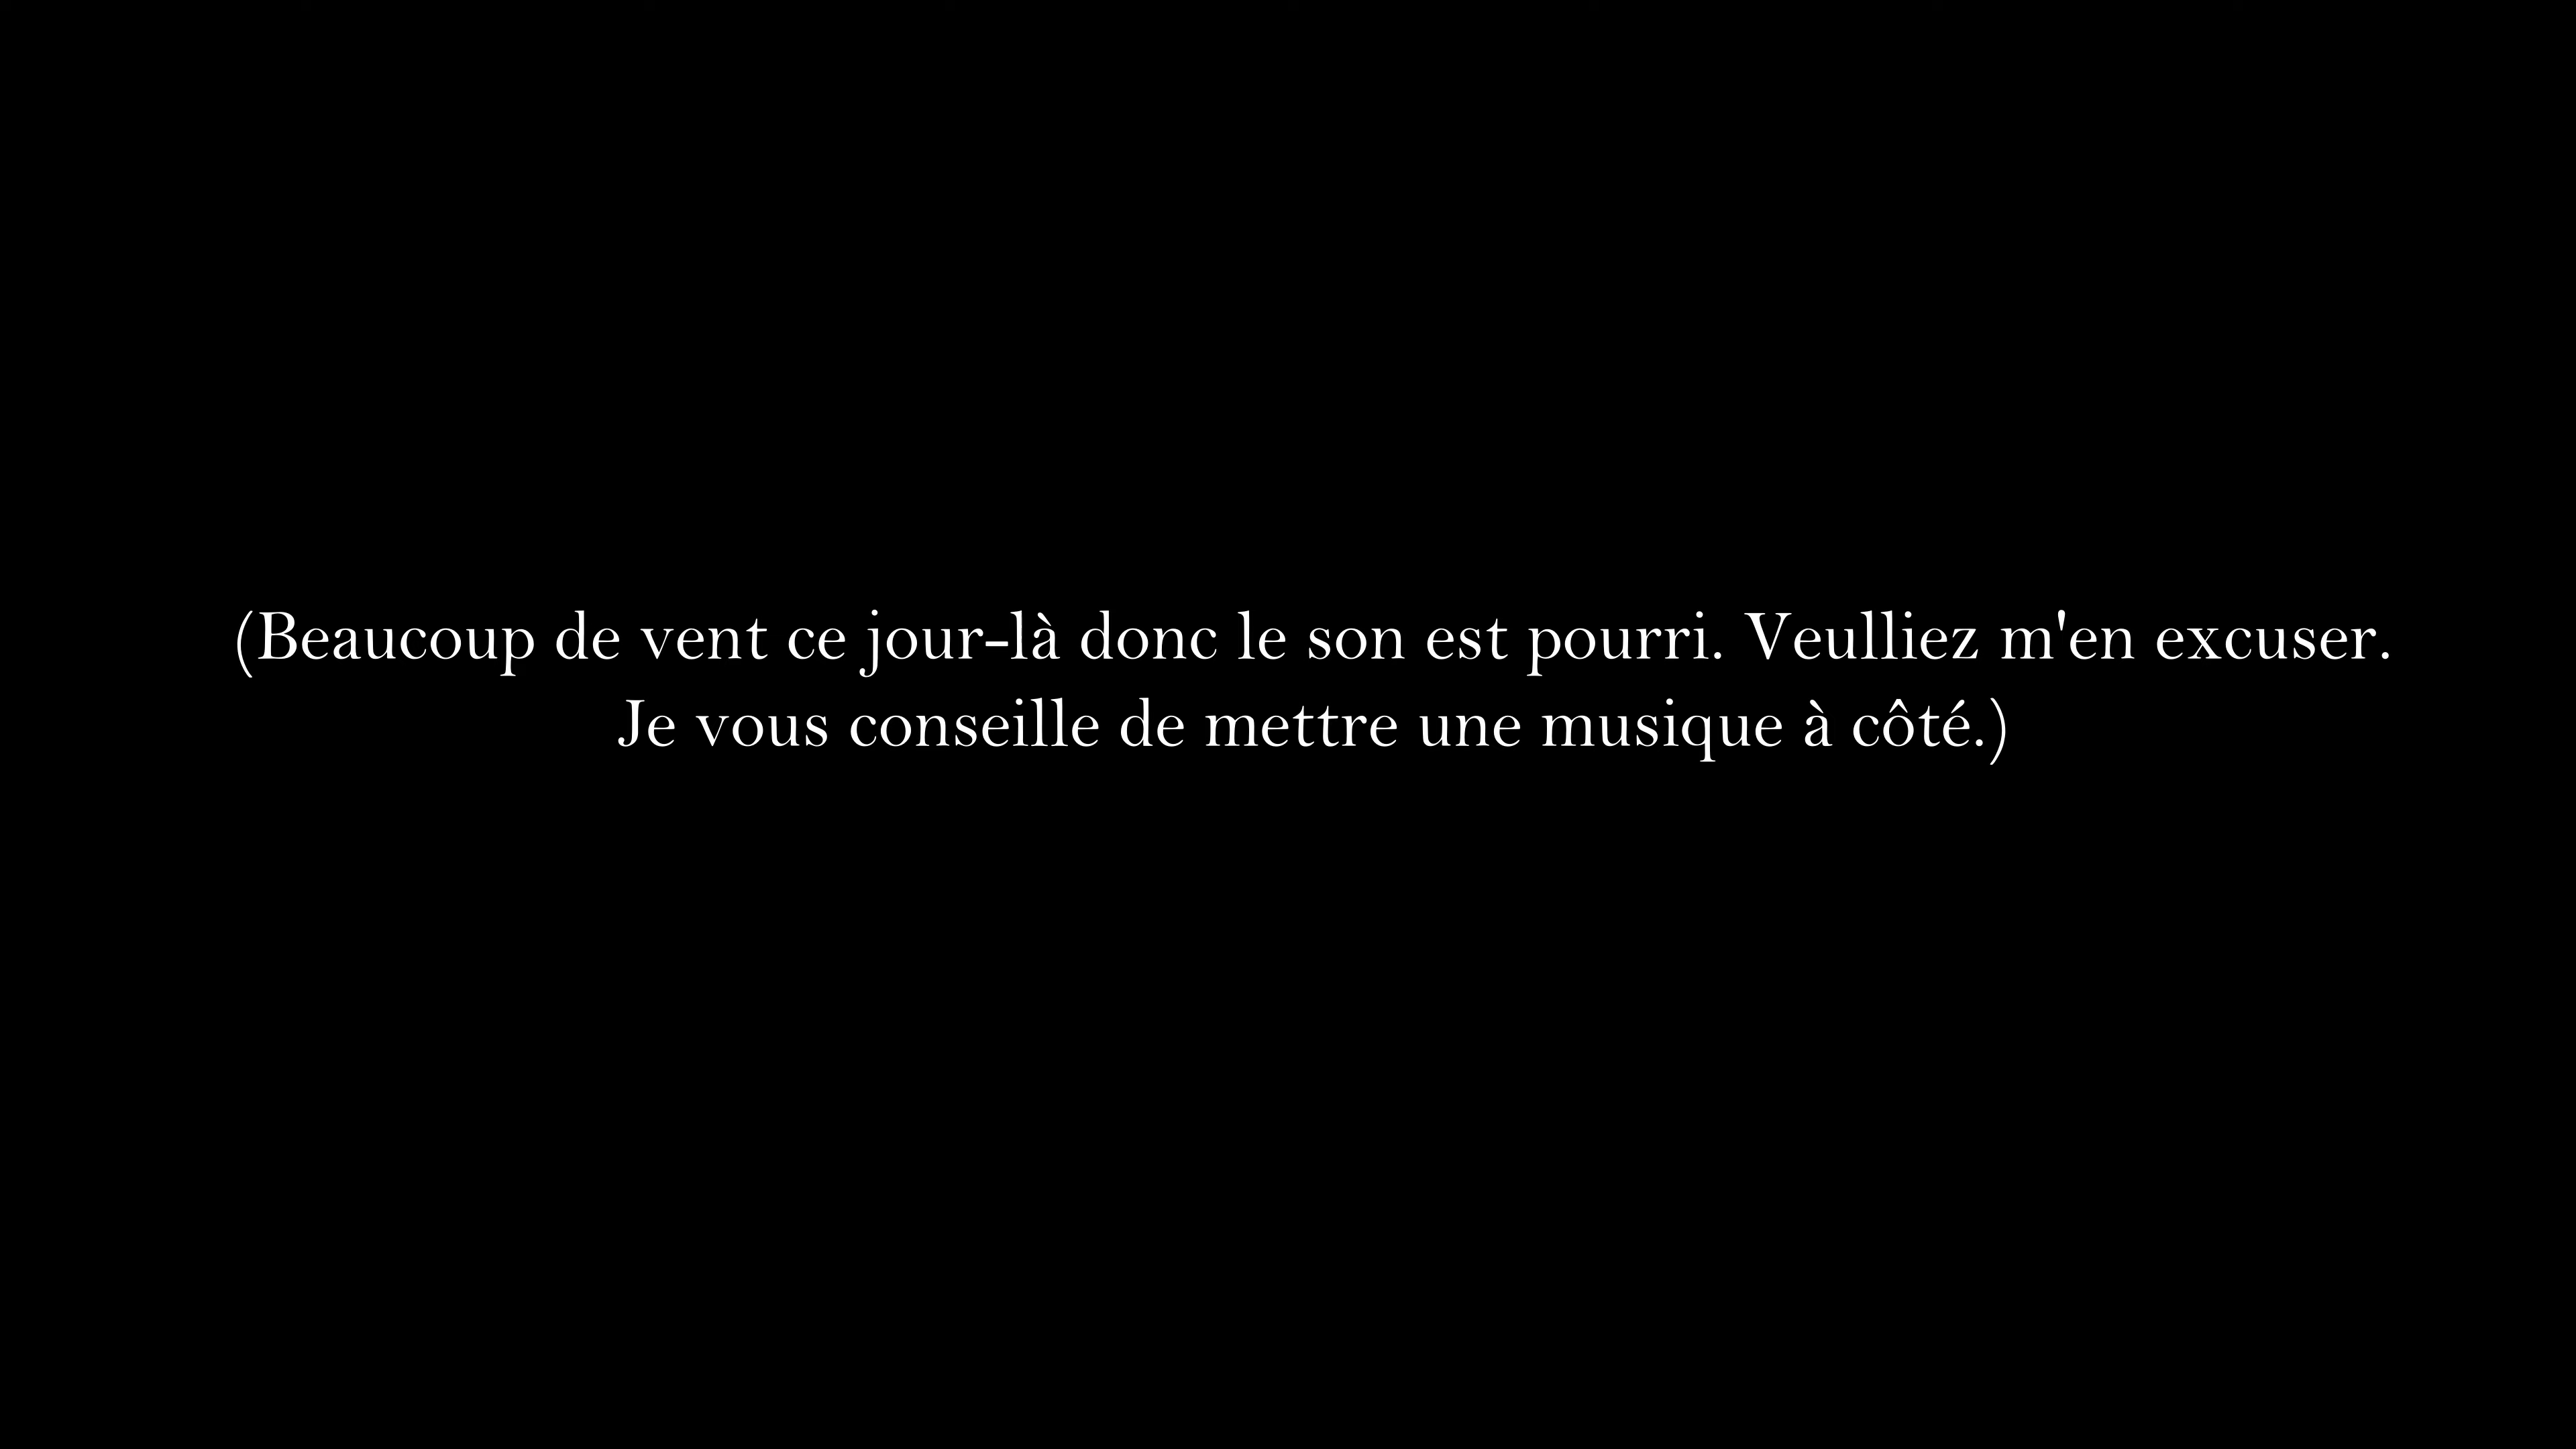 (Beaucoup de vent ce jour-là donc le son est pourri. Veulliez m'en excuser.
Je vous conseille de mettre une musique à côté.)